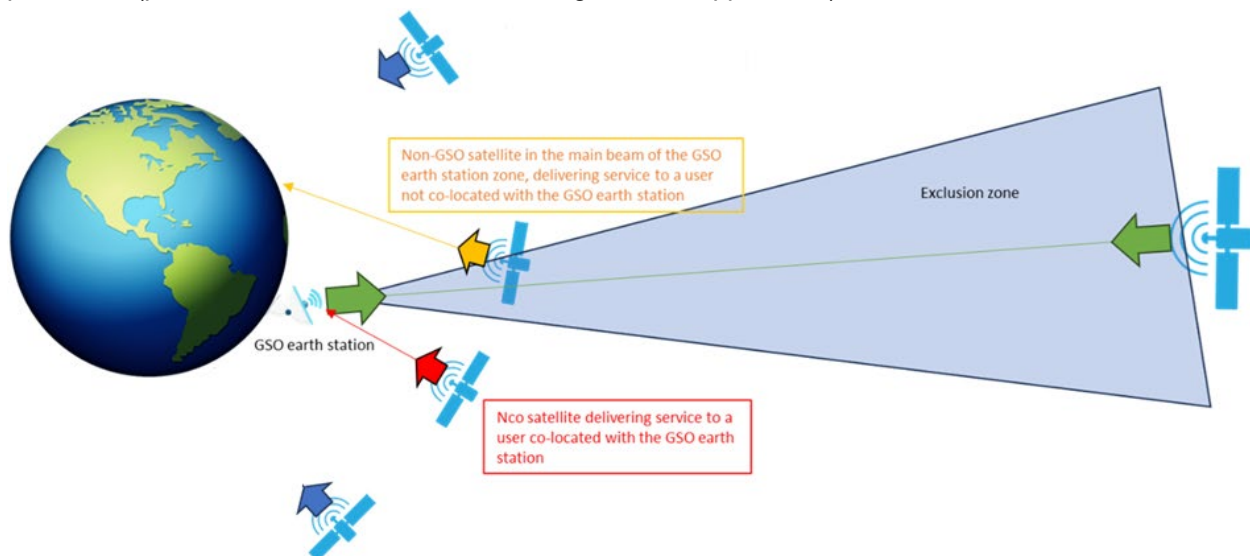 Non-GSO satellite in the main beam of the GSO
earth station zone, delivering service to a user
not co-located with the GSO earth station
Exclusion zone
GSO earth station
Nco satellite delivering service to a
user co-located with the GSO earth
station